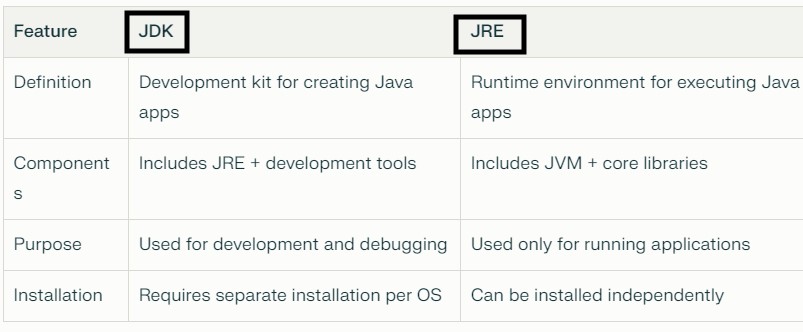 Feature JDK JRE
Definition Development kit for creating Java Runtime environment for executing Java
apps apps
Component Includes JRE + development tools Includes JVM + core libraries
s
Purpose Used for development and debugging Used only for running applications
Installation Requires separate installation per OS Can be installed independently